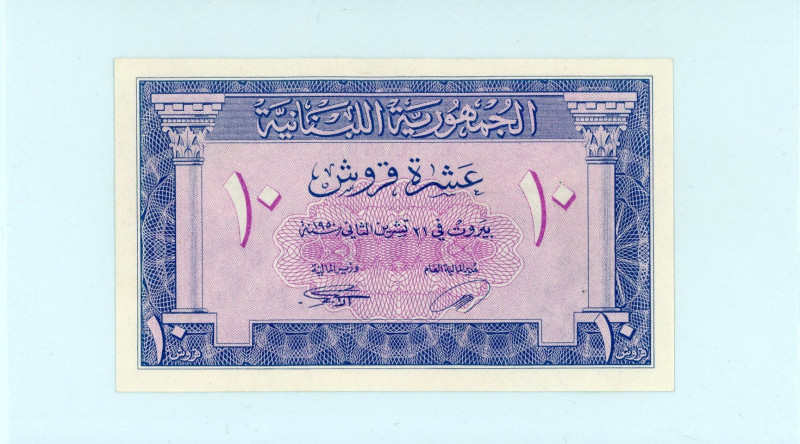 الجمهورية اللبنانية
عشرة قروش
١٠ ١٠
بيروت في ٢١ تشرين الثاني سنة ١٩٥٠
مدير المالية العام وزير المالية
١٠ ١٠
قروش قروش